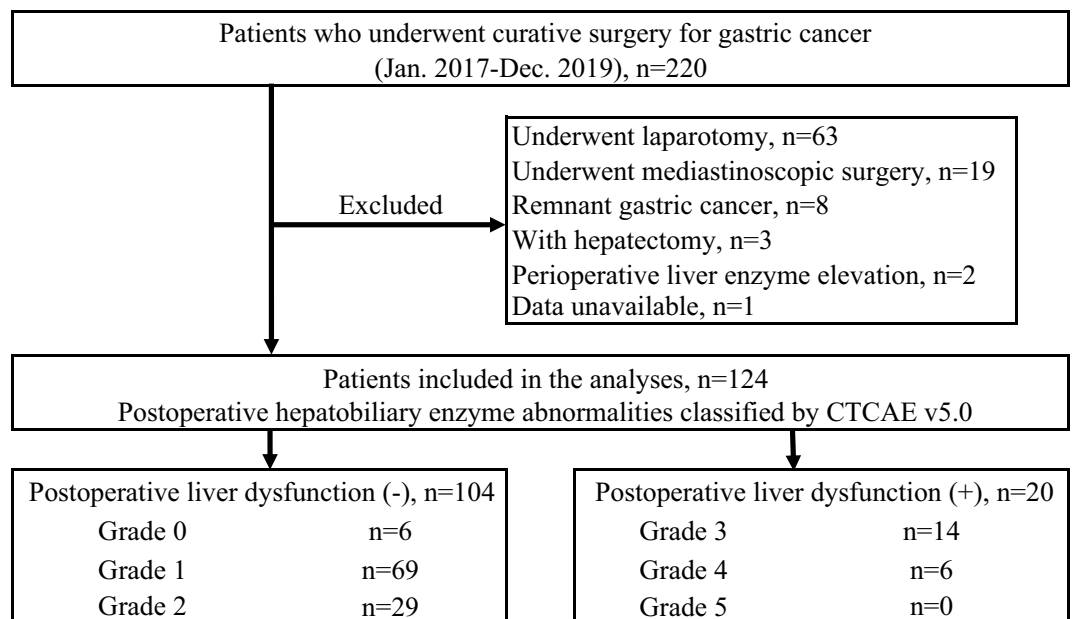 Patients who underwent curative surgery for gastric cancer
(Jan. 2017-Dec. 2019), n=220
Excluded
Underwent laparotomy, n=63
Underwent mediastinoscopic surgery, n=19
Remnant gastric cancer, n=8
With hepatectomy, n=3
Perioperative liver enzyme elevation, n=2
Data unavailable, n=1
Patients included in the analyses, n=124
Postoperative hepatobiliary enzyme abnormalities classified by CTCAE v5.0
Postoperative liver dysfunction (-), n=104
Grade 0 n=6
Grade 1 n=69
Grade 2 n=29
Postoperative liver dysfunction (+), n=20
Grade 3 n=14
Grade 4 n=6
Grade 5 n=0